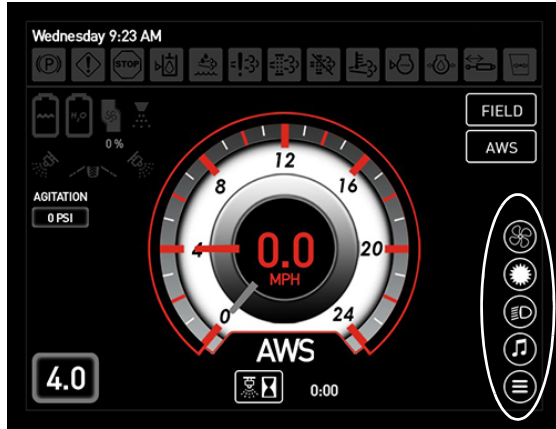 Wednesday 9:23 AM
(P)
STOP
H₂O
0 %
FIELD
AWS
AGITATION
0 PSI
0
4
8
12
16
20
24
0.0
MPH
AWS
4.0
0:00